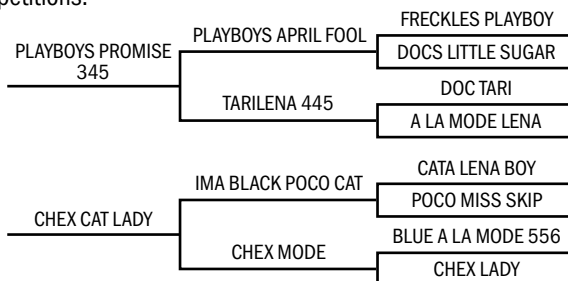 petitions.
FRECKLES PLAYBOY
PLAYBOYS APRIL FOOL
DOCS LITTLE SUGAR
PLAYBOYS PROMISE
345
DOC TARI
TARILENA 445
A LA MODE LENA
CATA LENA BOY
IMA BLACK POCO CAT
POCO MISS SKIP
CHEX CAT LADY
BLUE A LA MODE 556
CHEX MODE
CHEX LADY